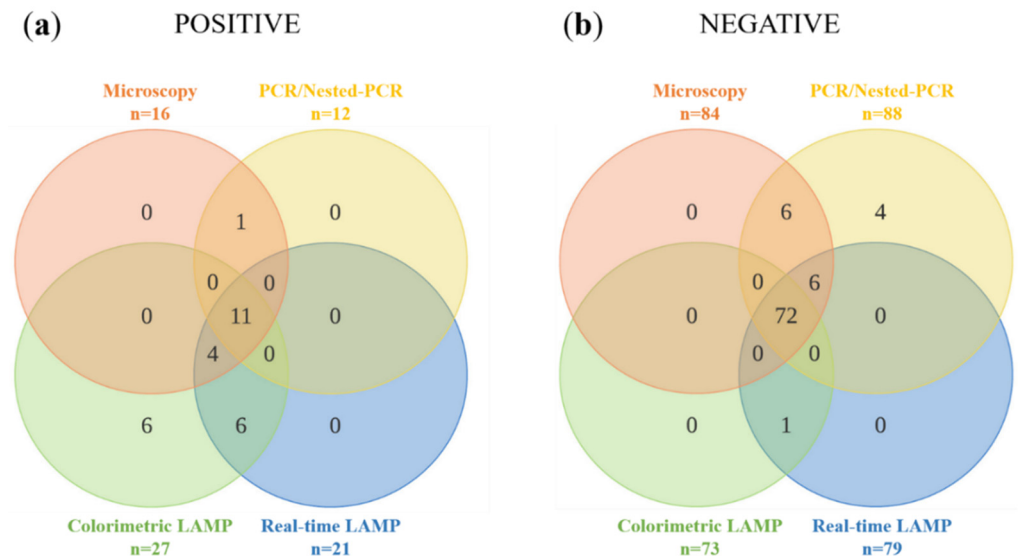 (a) POSITIVE
Microscopy
n=16
PCR/Nested-PCR
n=12
0
1
0
0
0
0
11
0
4
0
6
6
0
Colorimetric LAMP
n=27
Real-time LAMP
n=21
(b) NEGATIVE
Microscopy
n=84
PCR/Nested-PCR
n=88
0
6
4
0
6
0
72
0
0
0
0
1
0
Colorimetric LAMP
n=73
Real-time LAMP
n=79